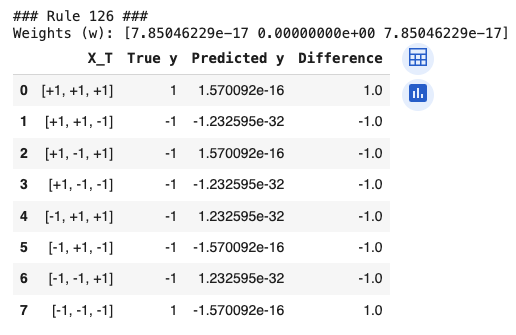 ### Rule 126 ###
Weights (w): [7.85046229e-17 0.00000000e+00 7.85046229e-17]
X_T True y Predicted y Difference
0 [+1, +1, +1] 1 1.570092e-16 1.0
1 [+1, +1, -1] -1 -1.232595e-32 -1.0
2 [+1, -1, +1] -1 1.570092e-16 -1.0
3 [+1, -1, -1] -1 -1.232595e-32 -1.0
4 [-1, +1, +1] -1 1.232595e-32 -1.0
5 [-1, +1, -1] -1 -1.570092e-16 -1.0
6 [-1, -1, +1] -1 1.232595e-32 -1.0
7 [-1, -1, -1] 1 -1.570092e-16 1.0